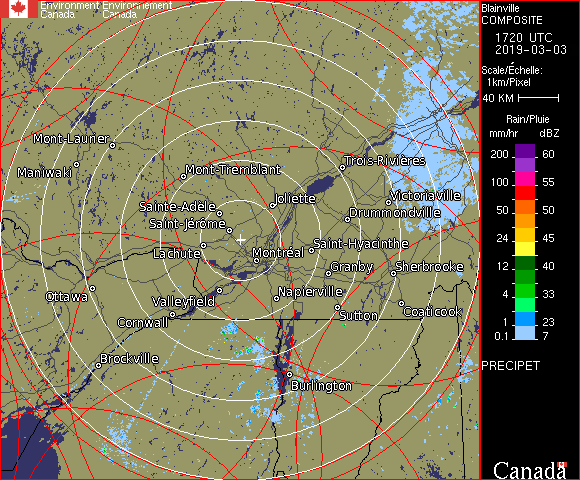 Environment Environnement
Canada Canada
Blainville
COMPOSITE
1720 UTC
2019-03-03
Scale/Échelle:
1km/Pixel
40 KM
Rain/Pluie
mm/hr dBZ
200 60
100 55
50 50
24 45
12 40
4 33
1 23
0.1 7
PRECIPET
Canada
Mont-Laurier
Maniwaki
Mont-Tremblant
Trois-Rivières
Joliette
Victoriaville
Sainte-Adèle
Drummondville
Saint-Jérôme
Saint-Hyacinthe
Lachute
Montréal
Granby
Sherbrooke
Ottawa
Valleyfield
Napierville
Cornwall
Sutton
Coaticook
Brockville
Burlington